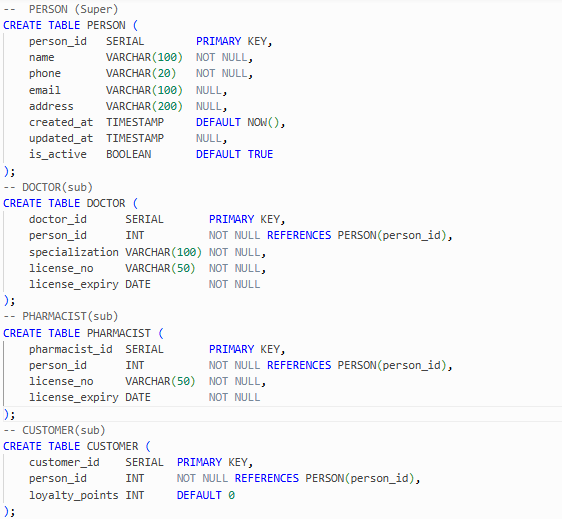 --  PERSON (Super)
CREATE TABLE PERSON (
    person_id   SERIAL        PRIMARY KEY,
    name        VARCHAR(100)  NOT NULL,
    phone       VARCHAR(20)   NOT NULL,
    email       VARCHAR(100)  NULL,
    address     VARCHAR(200)  NULL,
    created_at  TIMESTAMP     DEFAULT NOW(),
    updated_at  TIMESTAMP     NULL,
    is_active   BOOLEAN       DEFAULT TRUE
);
-- DOCTOR(sub)
CREATE TABLE DOCTOR (
    doctor_id      SERIAL       PRIMARY KEY,
    person_id      INT          NOT NULL REFERENCES PERSON(person_id),
    specialization VARCHAR(100) NOT NULL,
    license_no     VARCHAR(50)  NOT NULL,
    license_expiry DATE         NOT NULL
);
-- PHARMACIST(sub)
CREATE TABLE PHARMACIST (
    pharmacist_id  SERIAL       PRIMARY KEY,
    person_id      INT          NOT NULL REFERENCES PERSON(person_id),
    license_no     VARCHAR(50)  NOT NULL,
    license_expiry DATE         NOT NULL
);
-- CUSTOMER(sub)
CREATE TABLE CUSTOMER (
    customer_id    SERIAL  PRIMARY KEY,
    person_id      INT     NOT NULL REFERENCES PERSON(person_id),
    loyalty_points INT     DEFAULT 0
);